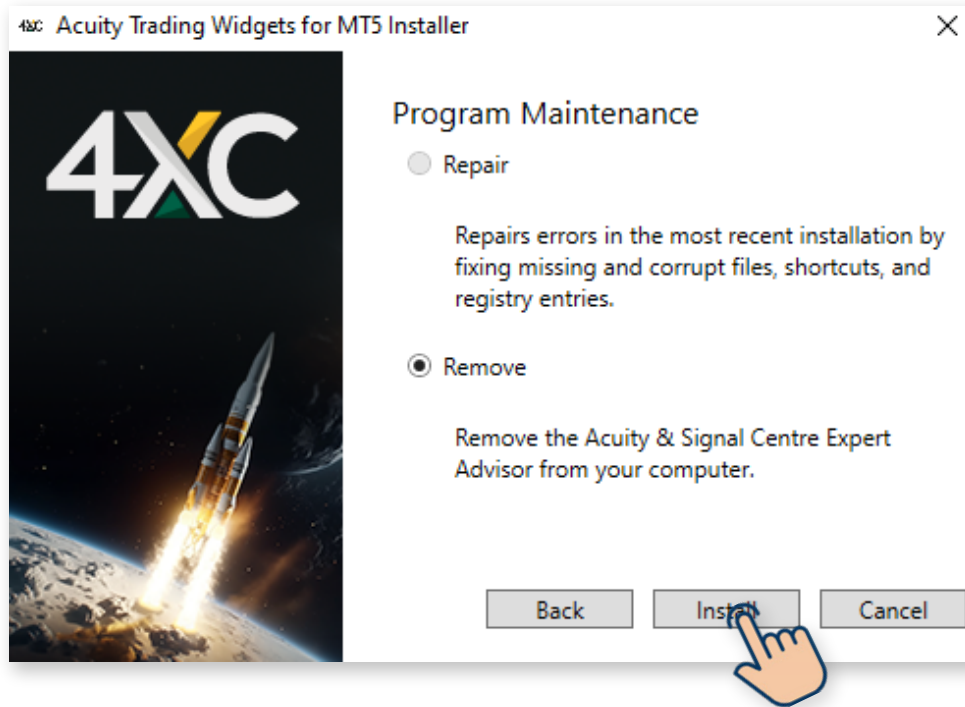 4XC Acuity Trading Widgets for MT5 Installer
4XC
Program Maintenance
Repair
Repairs errors in the most recent installation by
fixing missing and corrupt files, shortcuts, and
registry entries.
Remove
Remove the Acuity & Signal Centre Expert
Advisor from your computer.
Back
Install
Cancel